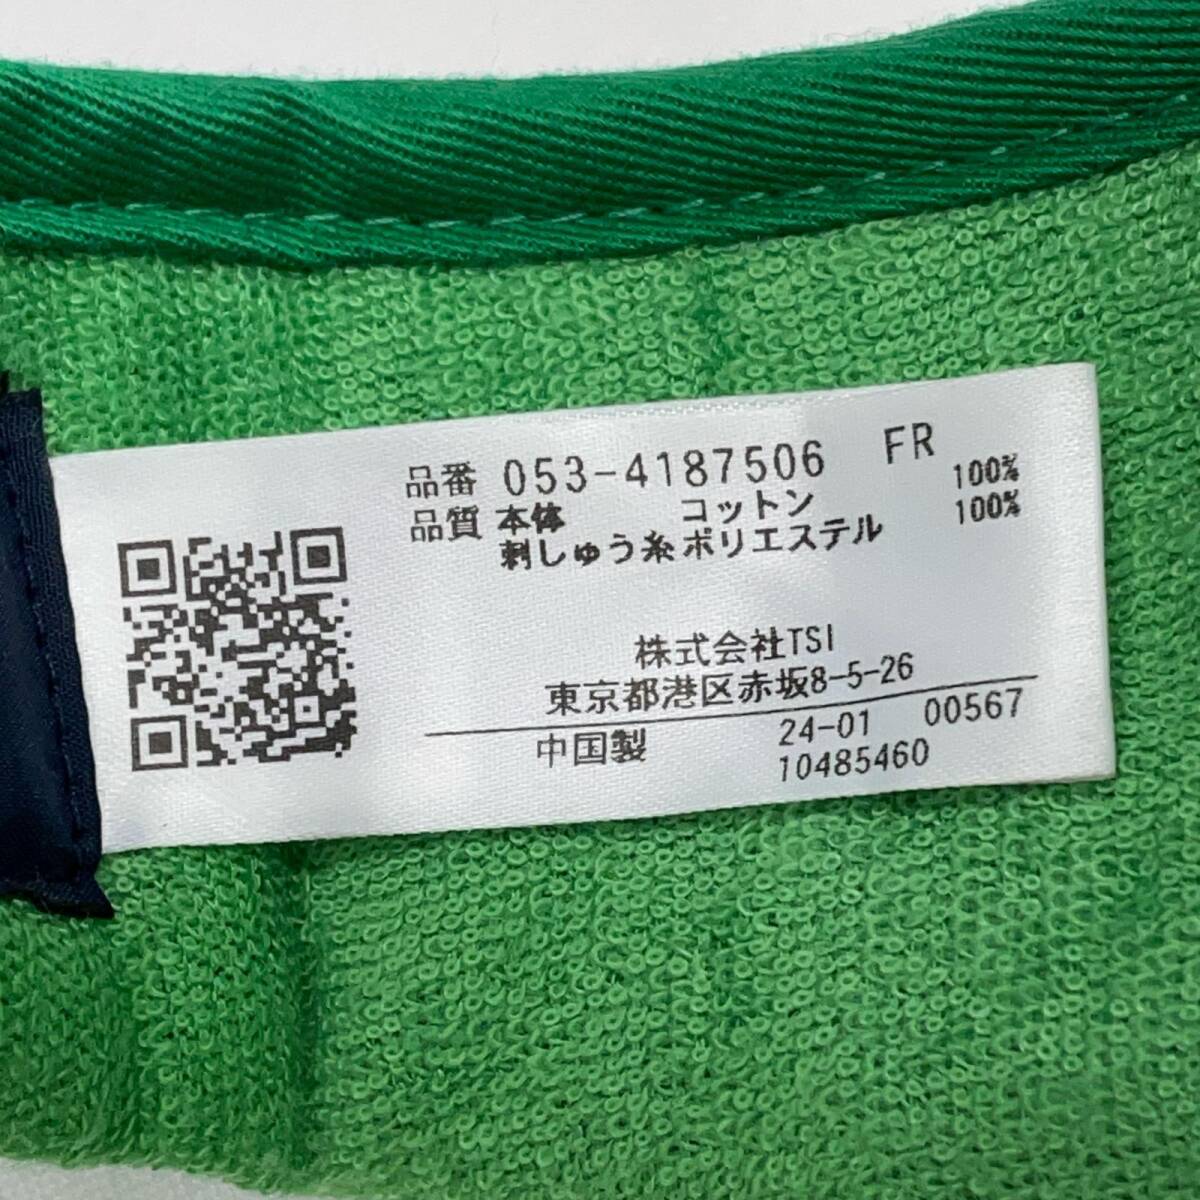 品番 053-4187506 FR
品質 本体 コットン 100%
刺しゅう糸 ポリエステル 100%
株式会社TSI
東京都港区赤坂8-5-26
中国製 24-01 00567
10485460